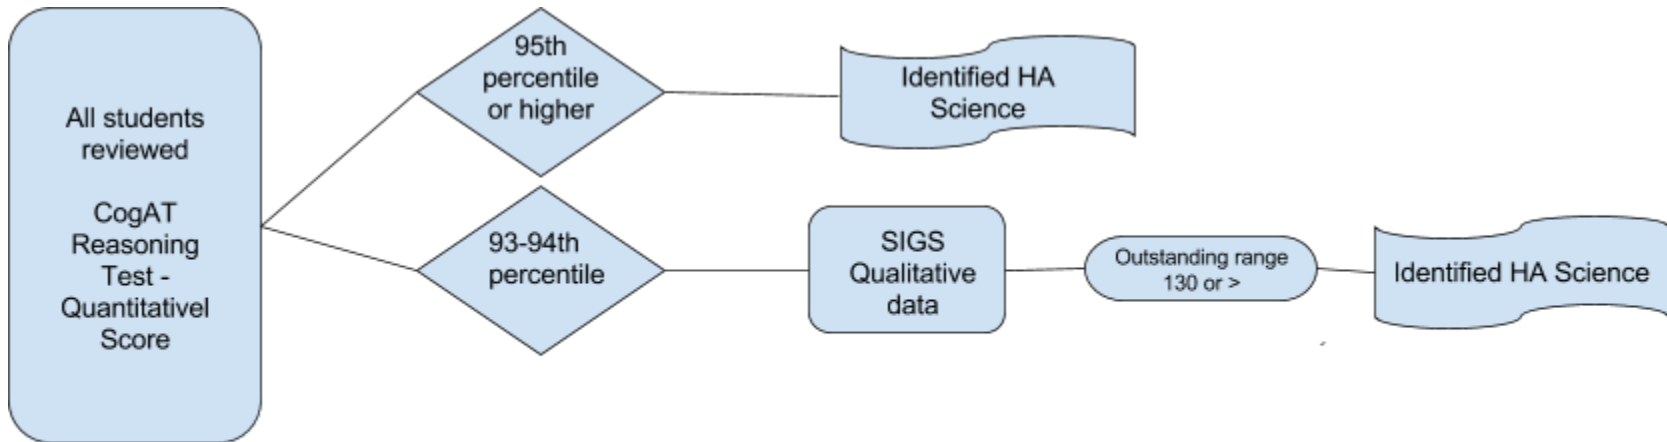 All students
reviewed
CogAT
Reasoning
Test -
Quantitativel
Score
95th
percentile
or higher
Identified HA
Science
93-94th
percentile
SIGS
Qualitative
data
Outstanding range
130 or >
Identified HA Science